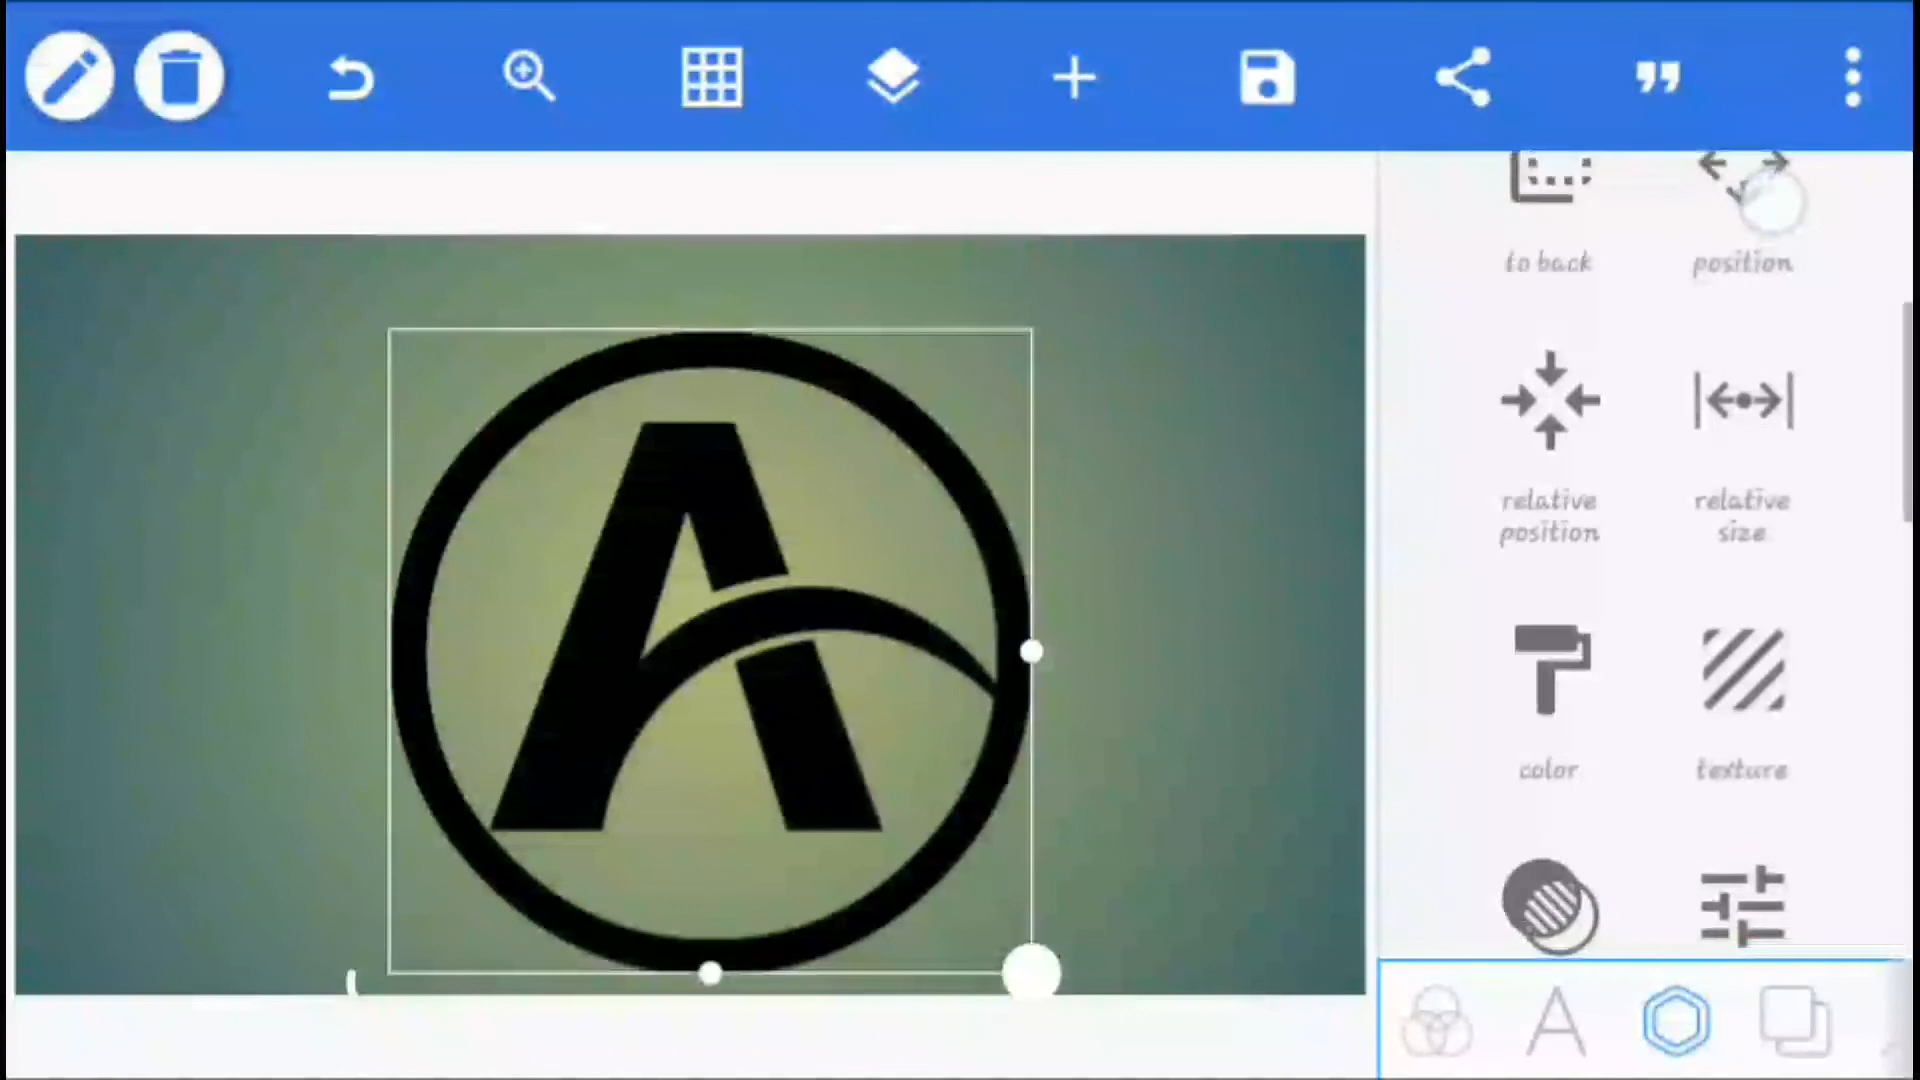 to back
position
relative
position
relative
size
color
texture
A